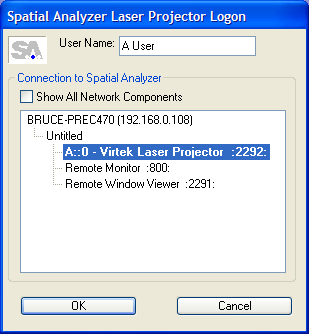 Spatial Analyzer Laser Projector Logon
SA
User Name: A User
Connection to Spatial Analyzer
Show All Network Components
BRUCE-PREC470 (192.168.0.108)
Untitled
A::0 - Virtek Laser Projector :2292:
Remote Monitor :800:
Remote Window Viewer :2291:
OK Cancel